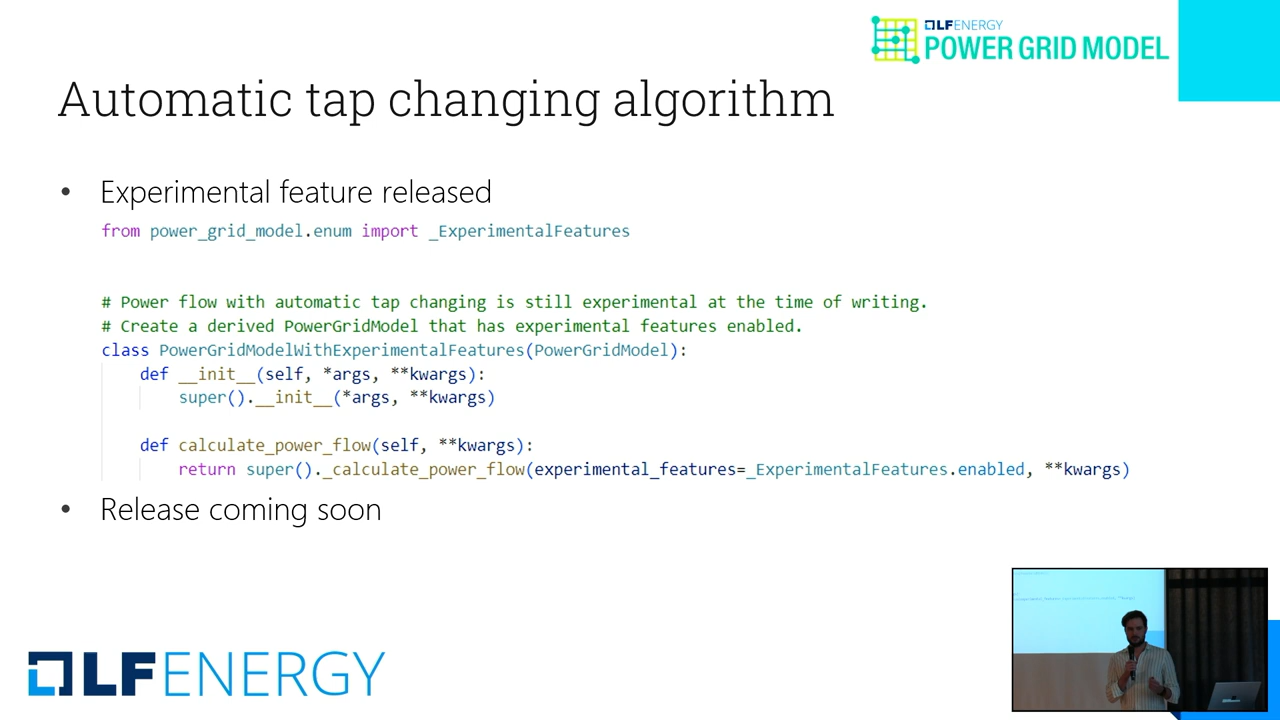 LFENERGY
POWER GRID MODEL
Automatic tap changing algorithm
• Experimental feature released
from power_grid_model.enum import _ExperimentalFeatures
# Power flow with automatic tap changing is still experimental at the time of writing.
# Create a derived PowerGridModel that has experimental features enabled.
class PowerGridModelWithExperimentalFeatures(PowerGridModel):
def __init__(self, *args, **kwargs):
super().__init__(*args, **kwargs)
def calculate_power_flow(self, **kwargs):
return super()._calculate_power_flow(experimental_features=_ExperimentalFeatures.enabled, **kwargs)
• Release coming soon
LFENERGY